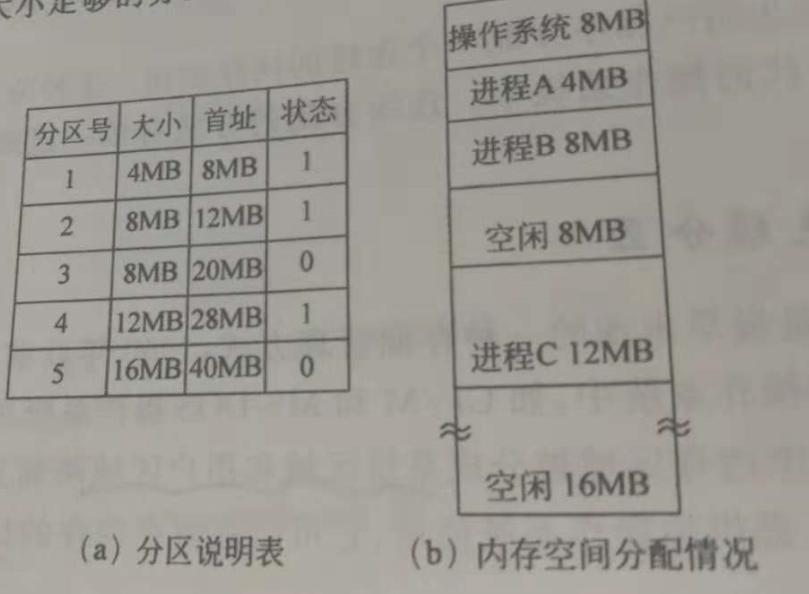 大小足够的分
分区号 大小 首址 状态
1 4MB 8MB 1
2 8MB 12MB 1
3 8MB 20MB 0
4 12MB 28MB 1
5 16MB 40MB 0
(a) 分区说明表
操作系统 8MB
进程A 4MB
进程B 8MB
空闲 8MB
进程C 12MB
空闲 16MB
(b) 内存空间分配情况